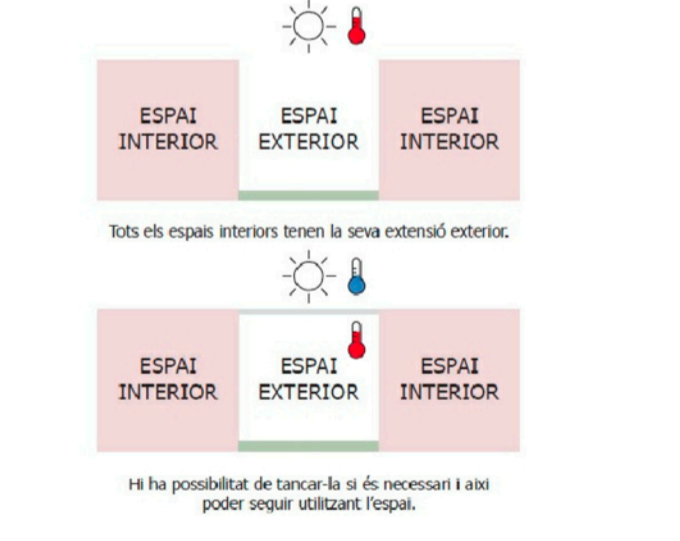 ESPAI INTERIOR
ESPAI EXTERIOR
ESPAI INTERIOR
Tots els espais interiors tenen la seva extensió exterior.
ESPAI INTERIOR
ESPAI EXTERIOR
ESPAI INTERIOR
Hi ha possibilitat de tancar-la si és necessari i aixi
poder seguir utilitzant l'espai.